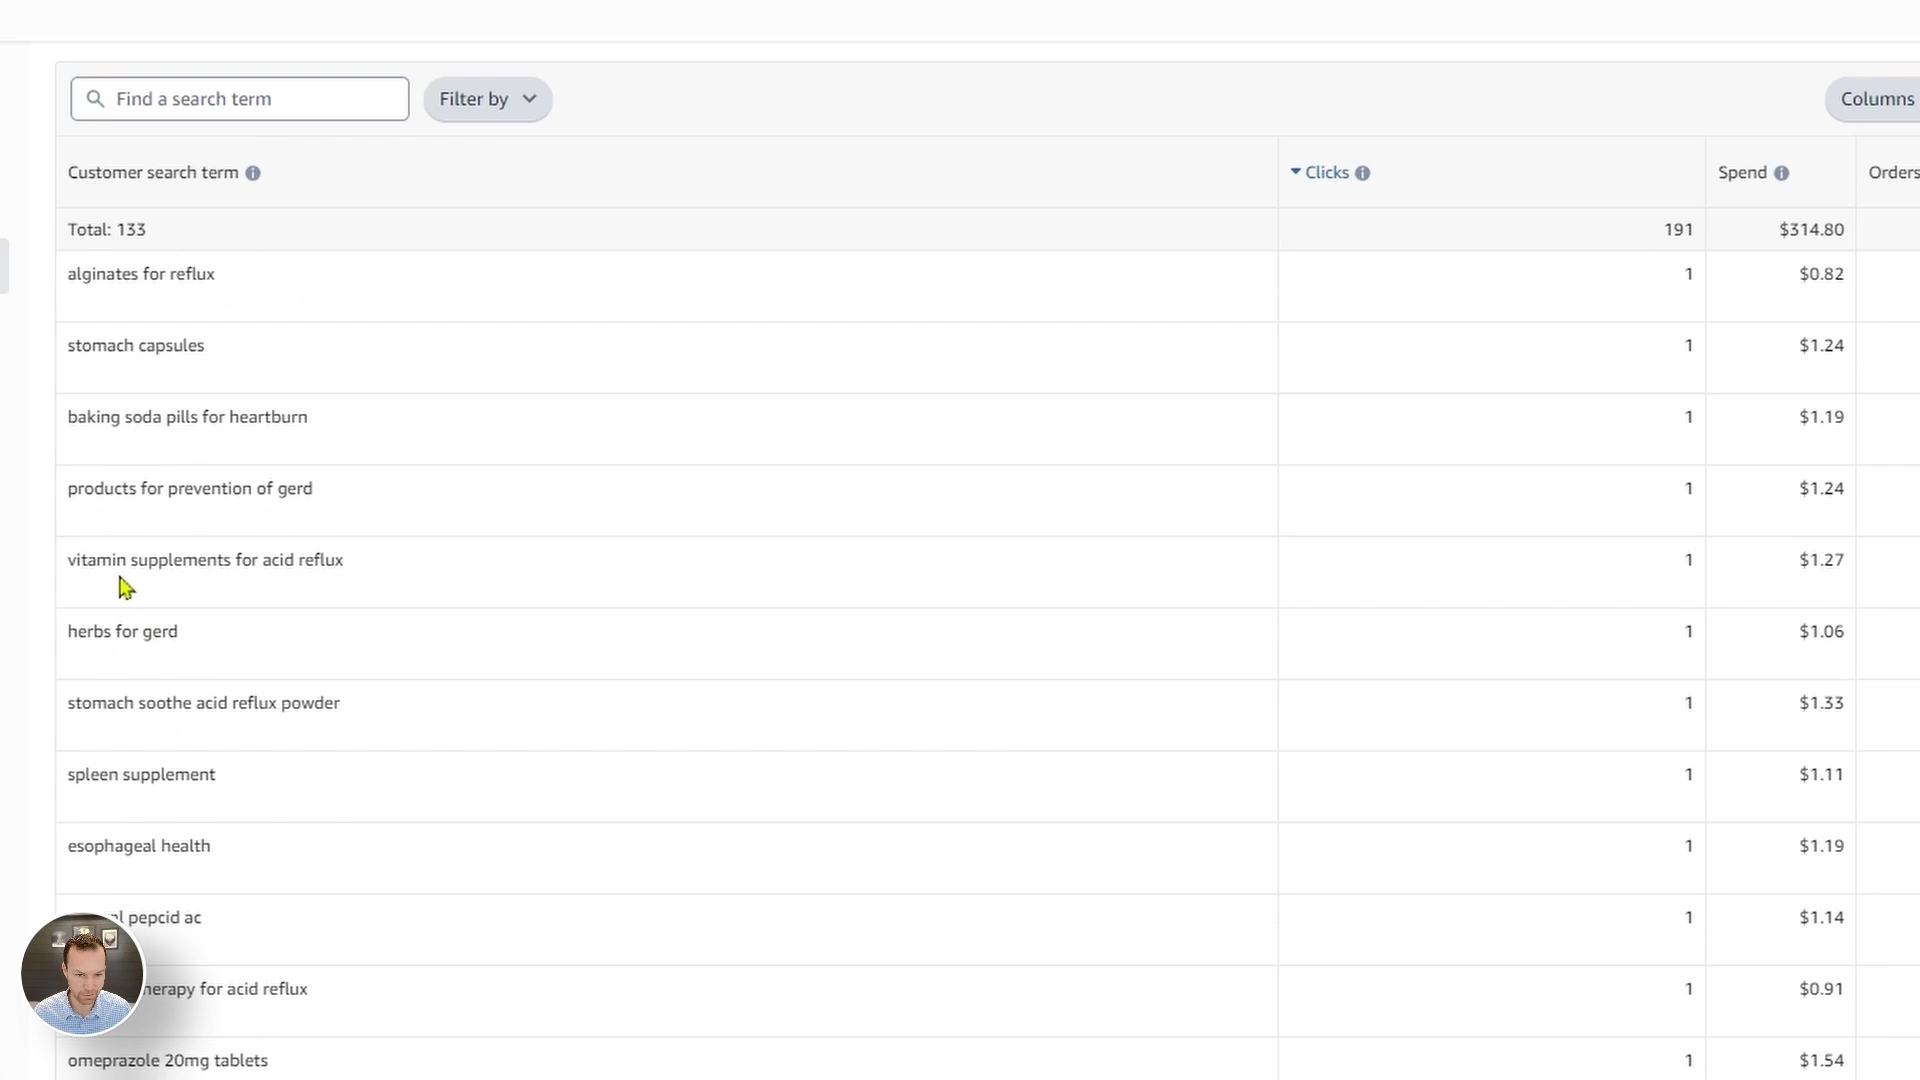 Find a search term Filter by Columns
Customer search term Clicks Spend Orders
Total: 133 191 $314.80
alginates for reflux 1 $0.82
stomach capsules 1 $1.24
baking soda pills for heartburn 1 $1.19
products for prevention of gerd 1 $1.24
vitamin supplements for acid reflux 1 $1.27
herbs for gerd 1 $1.06
stomach soothe acid reflux powder 1 $1.33
spleen supplement 1 $1.11
esophageal health 1 $1.19
pepcid ac 1 $1.14
for acid reflux 1 $0.91
omeprazole 20mg tablets 1 $1.54